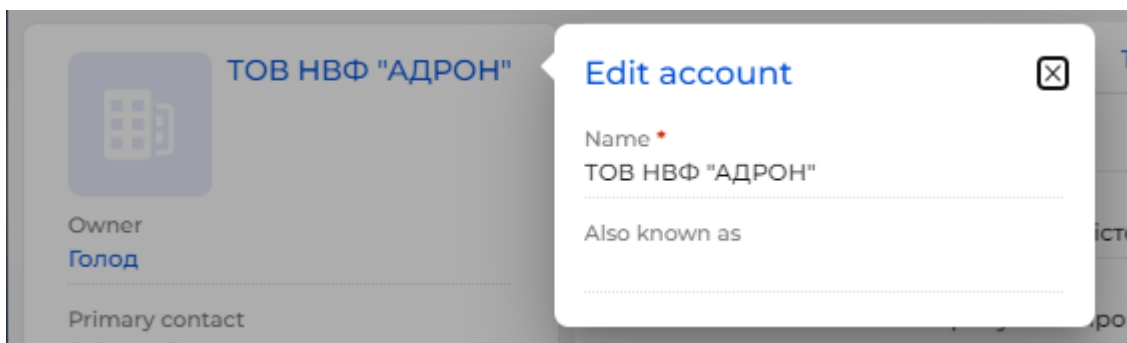 ТОВ НВФ "АДРОН"
Owner
Голод
Primary contact
Edit account
Name *
ТОВ НВФ "АДРОН"
Also known as